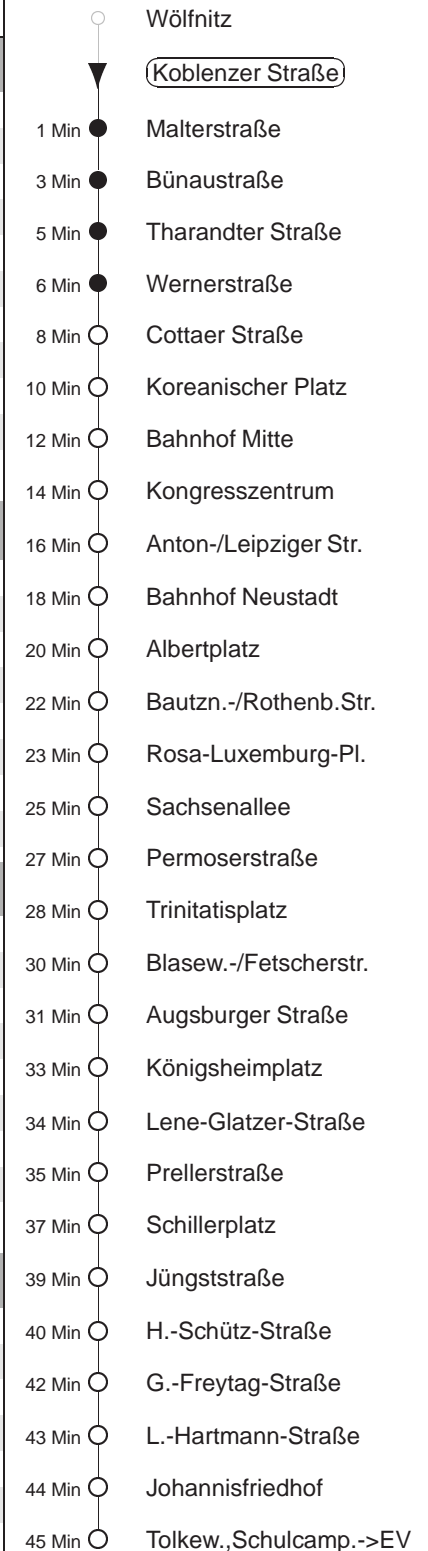 Wölfnitz
Koblenzer Straße
1 Min Malterstraße
3 Min Bünaustraße
5 Min Tharandter Straße
6 Min Wernerstraße
8 Min Cottaer Straße
10 Min Koreanischer Platz
12 Min Bahnhof Mitte
14 Min Kongresszentrum
16 Min Anton-/Leipziger Str.
18 Min Bahnhof Neustadt
20 Min Albertplatz
22 Min Bautzn.-/Rothenb.Str.
23 Min Rosa-Luxemburg-Pl.
25 Min Sachsenallee
27 Min Permoserstraße
28 Min Trinitatisplatz
30 Min Blasew.-/Fetscherstr.
31 Min Augsburger Straße
33 Min Königsheimplatz
34 Min Lene-Glatzer-Straße
35 Min Prellerstraße
37 Min Schillerplatz
39 Min Jüngststraße
40 Min H.-Schütz-Straße
42 Min G.-Freytag-Straße
43 Min L.-Hartmann-Straße
44 Min Johannisfriedhof
45 Min Tolkew.,Schulcamp.->EV